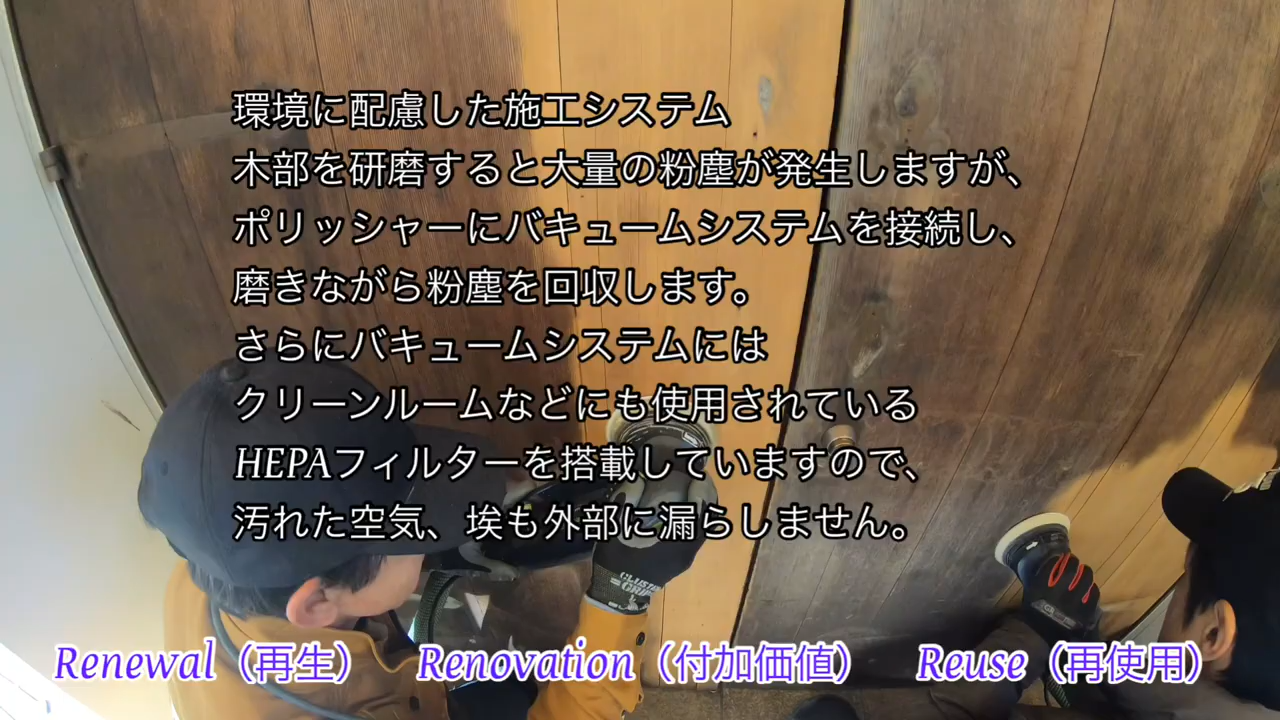 環境に配慮した施工システム
木部を研磨すると大量の粉塵が発生しますが、
ポリッシャーにバキュームシステムを接続し、
磨きながら粉塵を回収します。
さらにバキュームシステムには
クリーンルームなどにも使用されている
HEPAフィルターを搭載していますので、
汚れた空気、埃も外部に漏らしません。
Renewal（再生） Renovation（付加価値） Reuse（再使用）